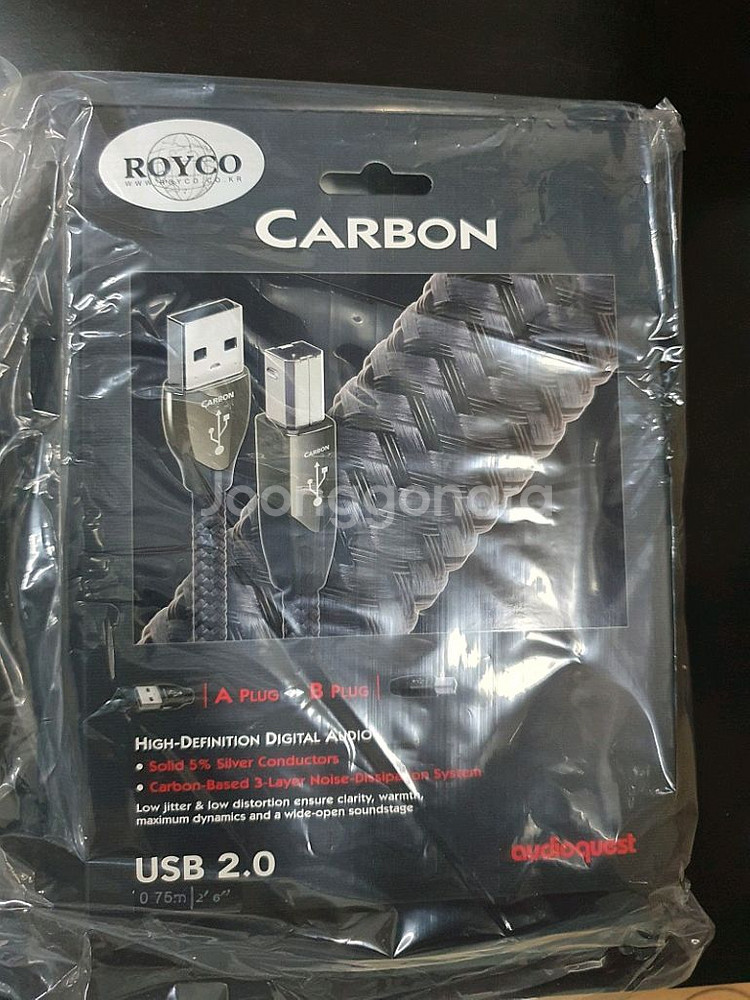 ROYCO
WWW.ROYCO.CO.KR
CARBON
CARBON
CARBON
Joonggonara
A PLUG B PLUG
HIGH-DEFINITION DIGITAL AUDIO
• Solid 5% Silver Conductors
• Carbon-Based 3-Layer Noise-Dissipation System
Low jitter & low distortion ensure clarity, warmth,
maximum dynamics and a wide-open soundstage
audioquest
USB 2.0
0.75m | 2' 6"